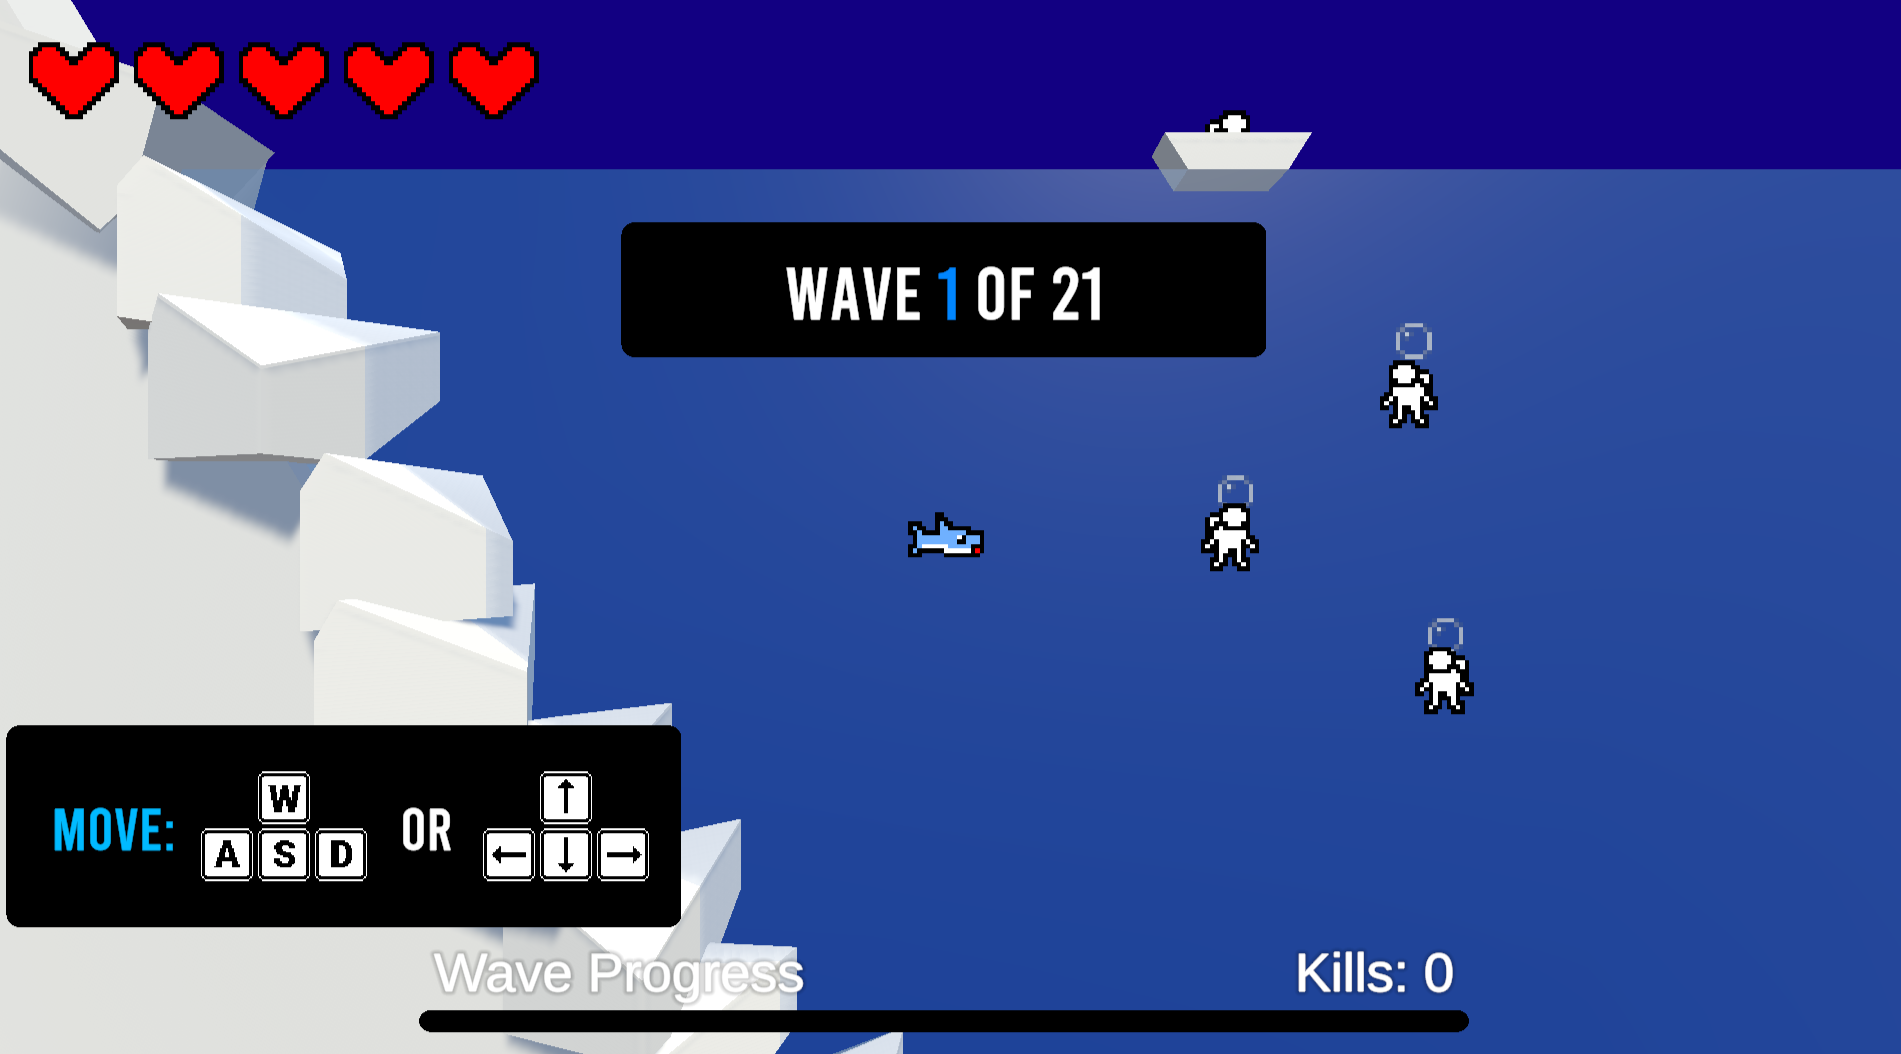 WAVE 1 OF 21
MOVE: W A S D OR ↑ ← ↓ →
Wave Progress
Kills: 0